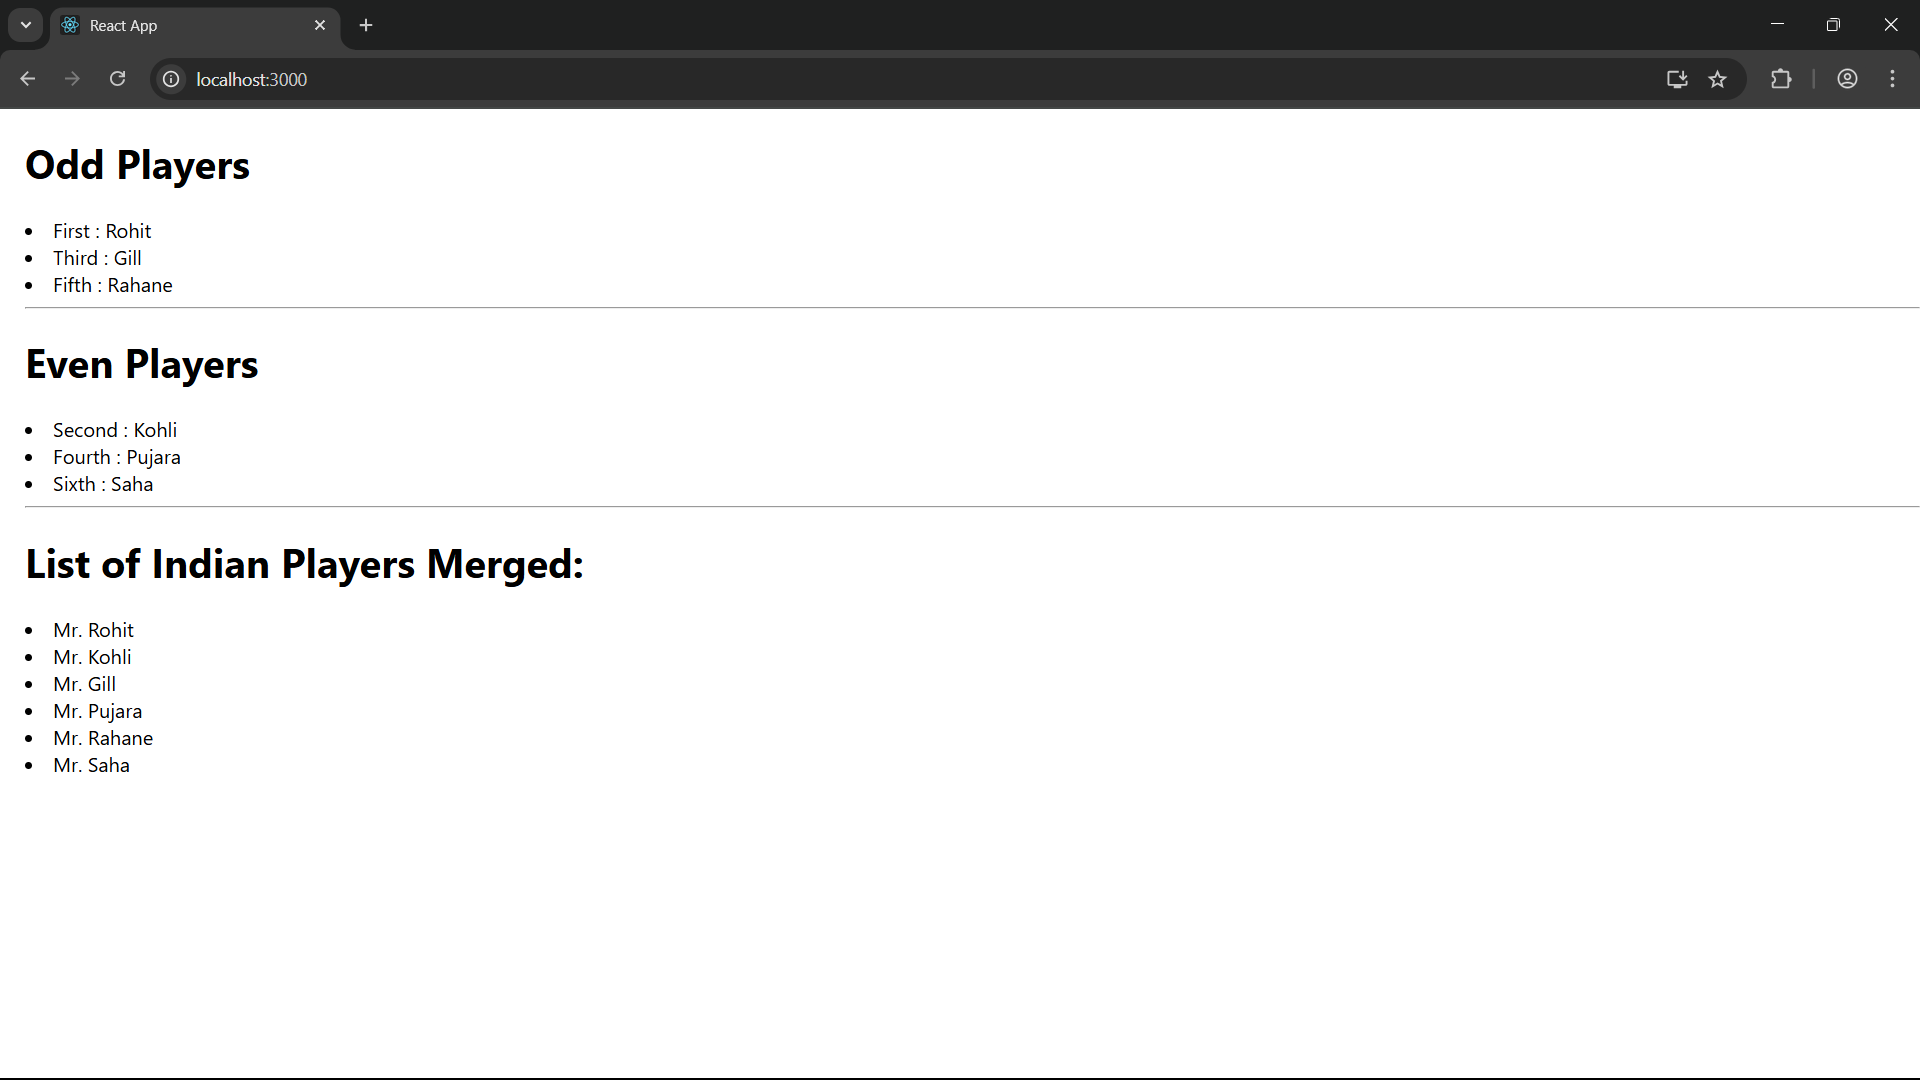 React App
localhost:3000
Odd Players
First : Rohit
Third : Gill
Fifth : Rahane
Even Players
Second : Kohli
Fourth : Pujara
Sixth : Saha
List of Indian Players Merged:
Mr. Rohit
Mr. Kohli
Mr. Gill
Mr. Pujara
Mr. Rahane
Mr. Saha